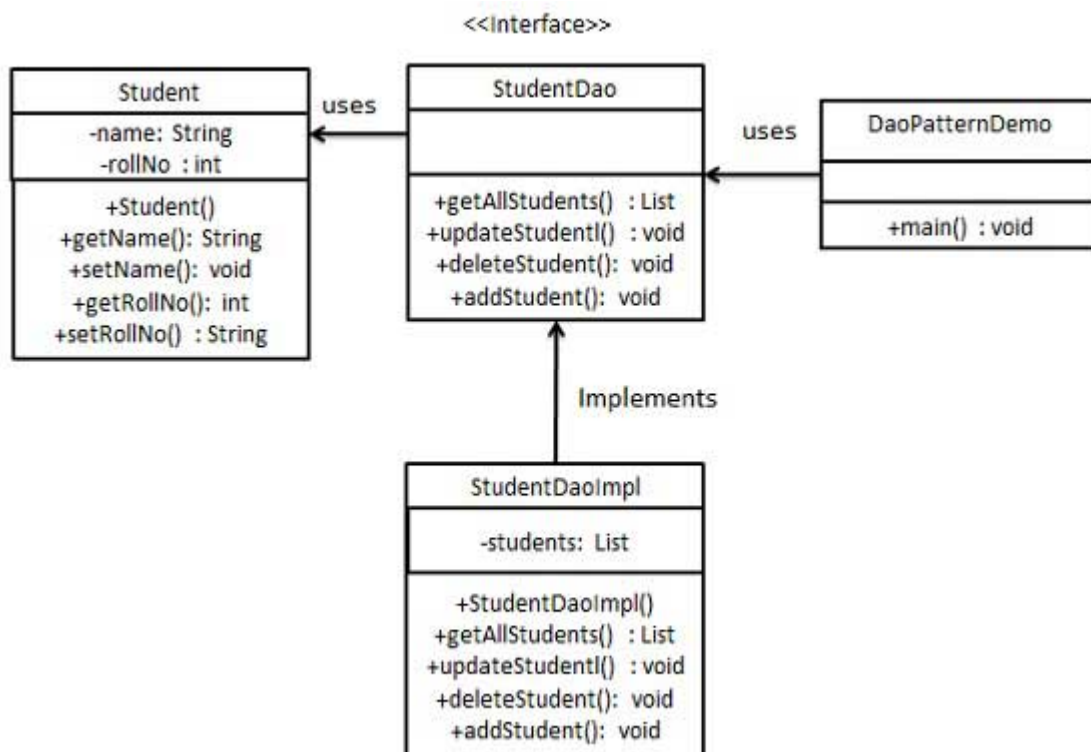 <<Interface>>
Student
-name: String
-rollNo : int
+Student()
+getName(): String
+setName(): void
+getRollNo(): int
+setRollNo() : String
uses
StudentDao
+getAllStudents() : List
+updateStudentl() : void
+deleteStudent(): void
+addStudent(): void
uses
DaoPatternDemo
+main() : void
Implements
StudentDaoImpl
-students: List
+StudentDaoImpl()
+getAllStudents() : List
+updateStudentl() : void
+deleteStudent(): void
+addStudent(): void